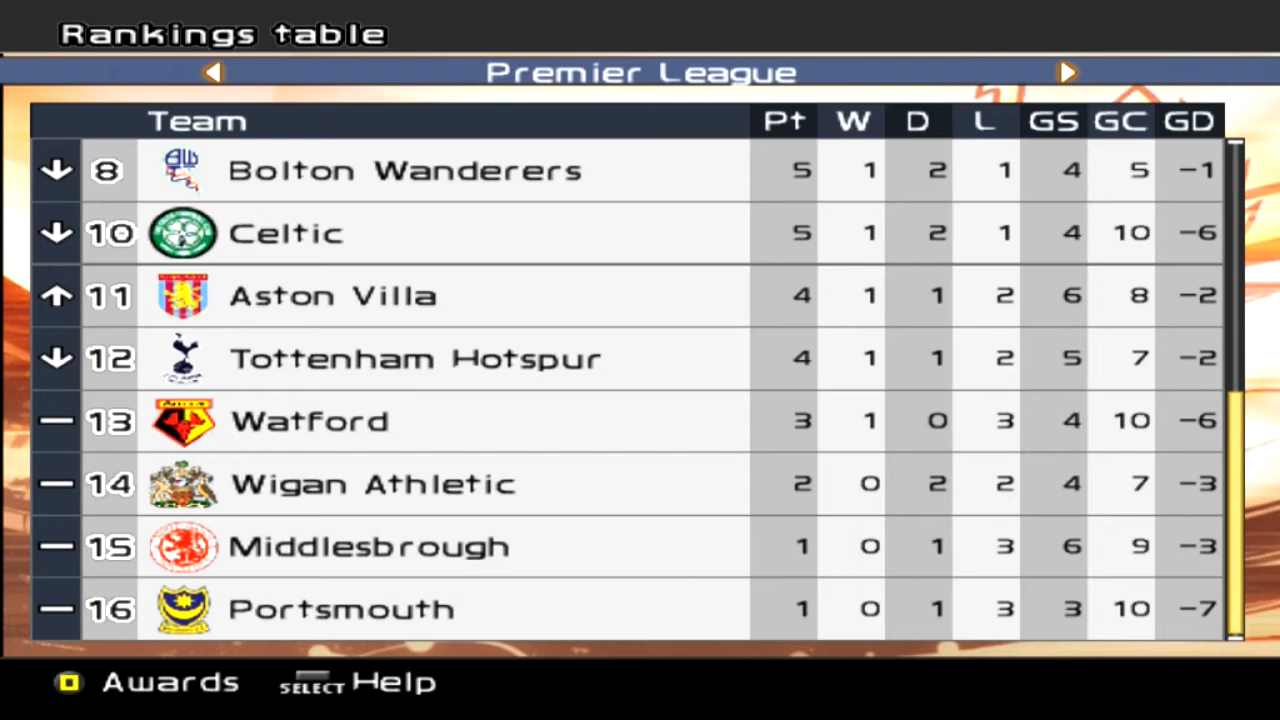 Rankings table
Premier League
Team Pt W D L GS GC GD
8 Bolton Wanderers 5 1 2 1 4 5 -1
10 Celtic 5 1 2 1 4 10 -6
11 Aston Villa 4 1 1 2 6 8 -2
12 Tottenham Hotspur 4 1 1 2 5 7 -2
13 Watford 3 1 0 3 4 10 -6
14 Wigan Athletic 2 0 2 2 4 7 -3
15 Middlesbrough 1 0 1 3 6 9 -3
16 Portsmouth 1 0 1 3 3 10 -7
Awards SELECT Help